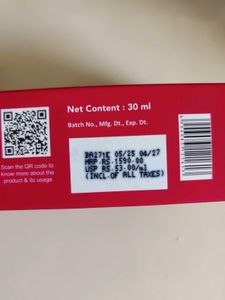 Net Content : 30 ml
Batch No., Mfg. Dt., Exp. Dt.
BA271E 05/25 04/27
MRP RS.1590.00
USP RS.53.00/ml
(INCL.OF ALL TAXES)
Scan the QR code to
know more about the
product & its usage